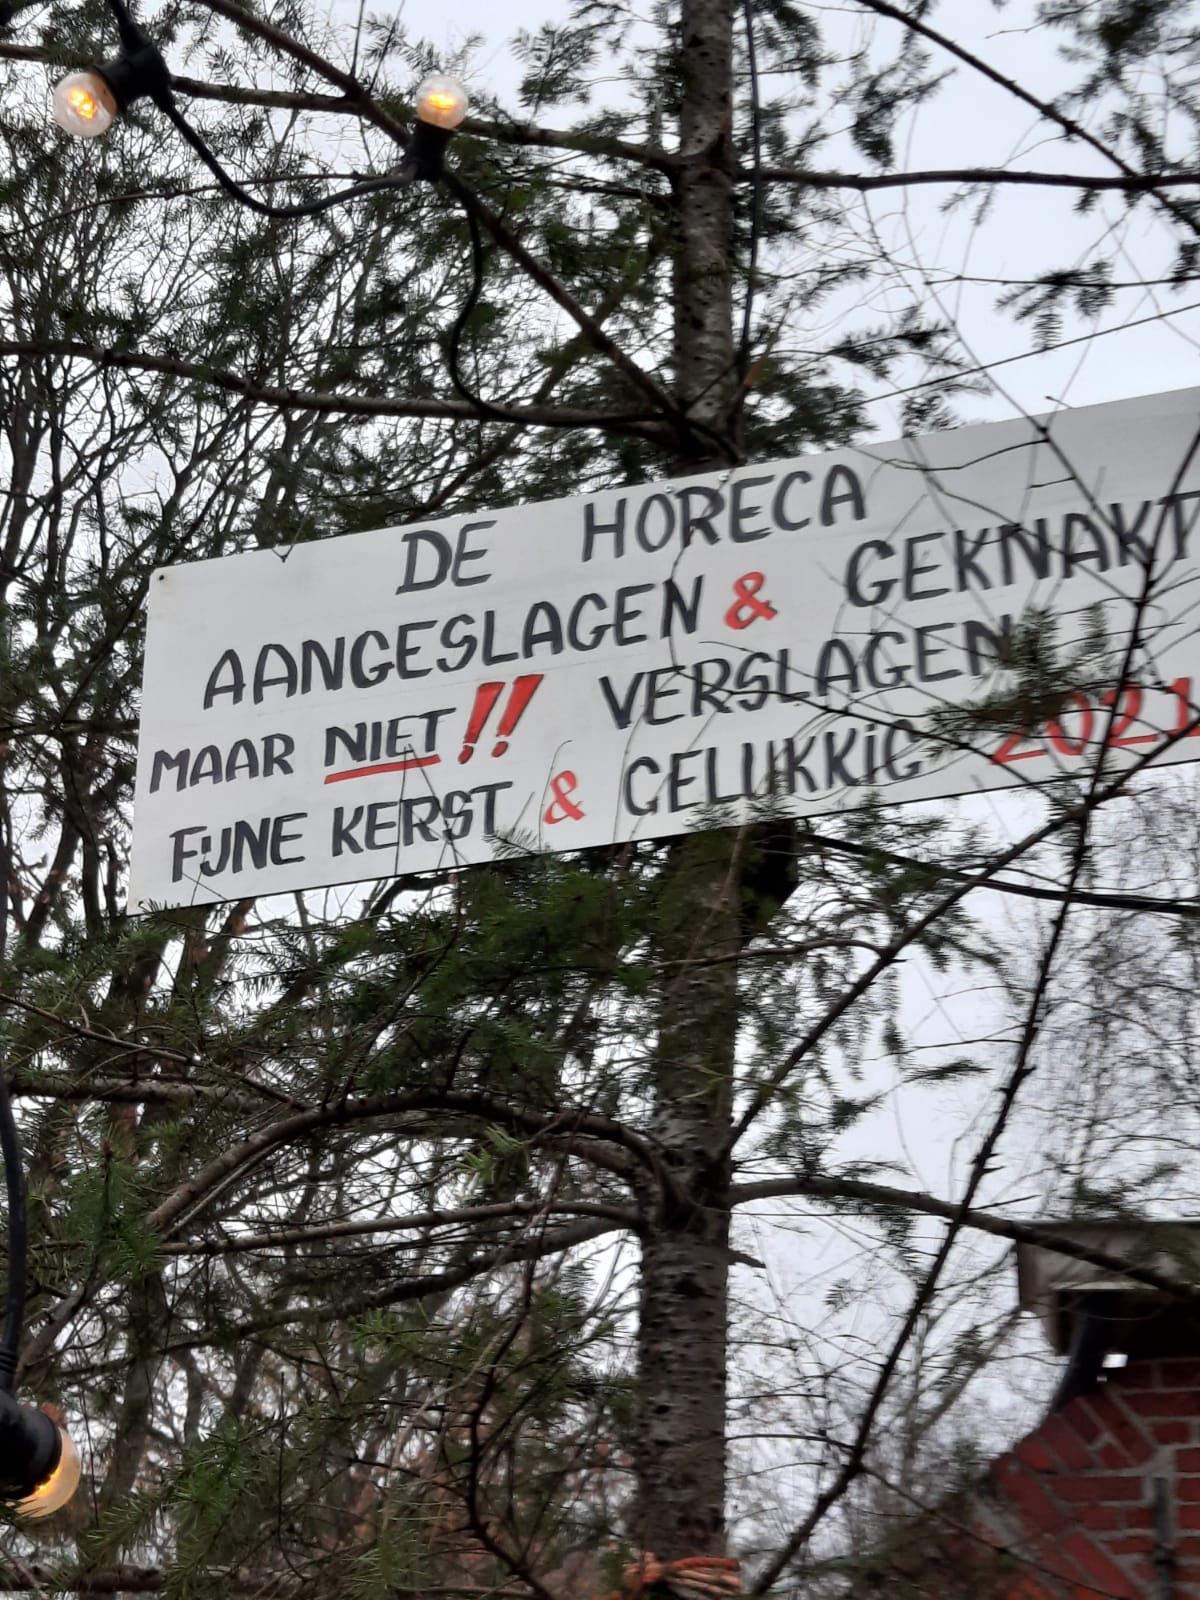 DE HORECA
AANGESLAGEN & GEKNAKT
MAAR NIET!! VERSLAGEN
FIJNE KERST & GELUKKiG 2021